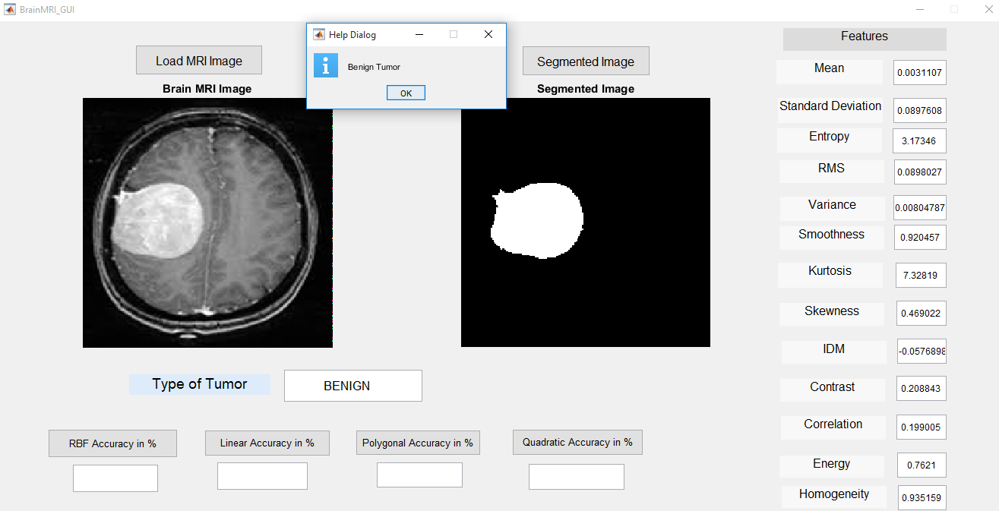 BrainMRI_GUI
Help Dialog
Benign Tumor
OK
Load MRI Image
Brain MRI Image
Segmented Image
Segmented Image
Type of Tumor
BENIGN
RBF Accuracy in %
Linear Accuracy in %
Polygonal Accuracy in %
Quadratic Accuracy in %
Features
Mean 0.0031107
Standard Deviation 0.0897608
Entropy 3.17346
RMS 0.0898027
Variance 0.00804787
Smoothness 0.920457
Kurtosis 7.32819
Skewness 0.469022
IDM -0.0576898
Contrast 0.208843
Correlation 0.199005
Energy 0.7621
Homogeneity 0.935159